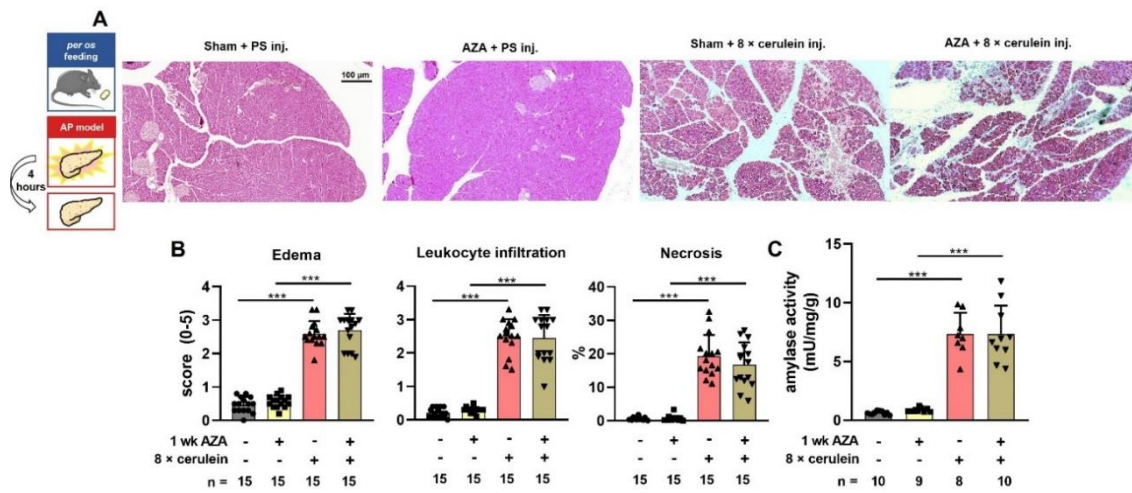 A
per os
feeding
AP model
4
hours
Sham + PS inj.
100 µm
AZA + PS inj.
Sham + 8 × cerulein inj.
AZA + 8 × cerulein inj.
B
Edema
score (0-5)
4
3
2
1
0
***
***
Leukocyte infiltration
4
3
2
1
0
***
***
Necrosis
%
40
30
20
10
0
***
***
1 wk AZA - + - + - + - + - + - +
8 × cerulein - - + + - - + + - - + +
n = 15 15 15 15 15 15 15 15 15 15 15 15
C
amylase activity
(mU/mg/g)
15
10
5
0
***
***
1 wk AZA - + - +
8 × cerulein - - + +
n = 10 9 8 10